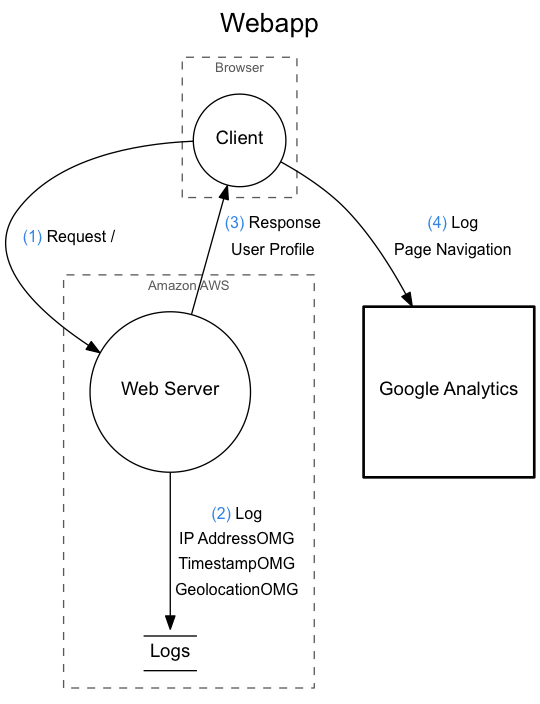 Webapp
Browser
Client
(1) Request /
(3) Response
User Profile
(4) Log
Page Navigation
Amazon AWS
Web Server
Google Analytics
(2) Log
IP AddressOMG
TimestampOMG
GeolocationOMG
Logs